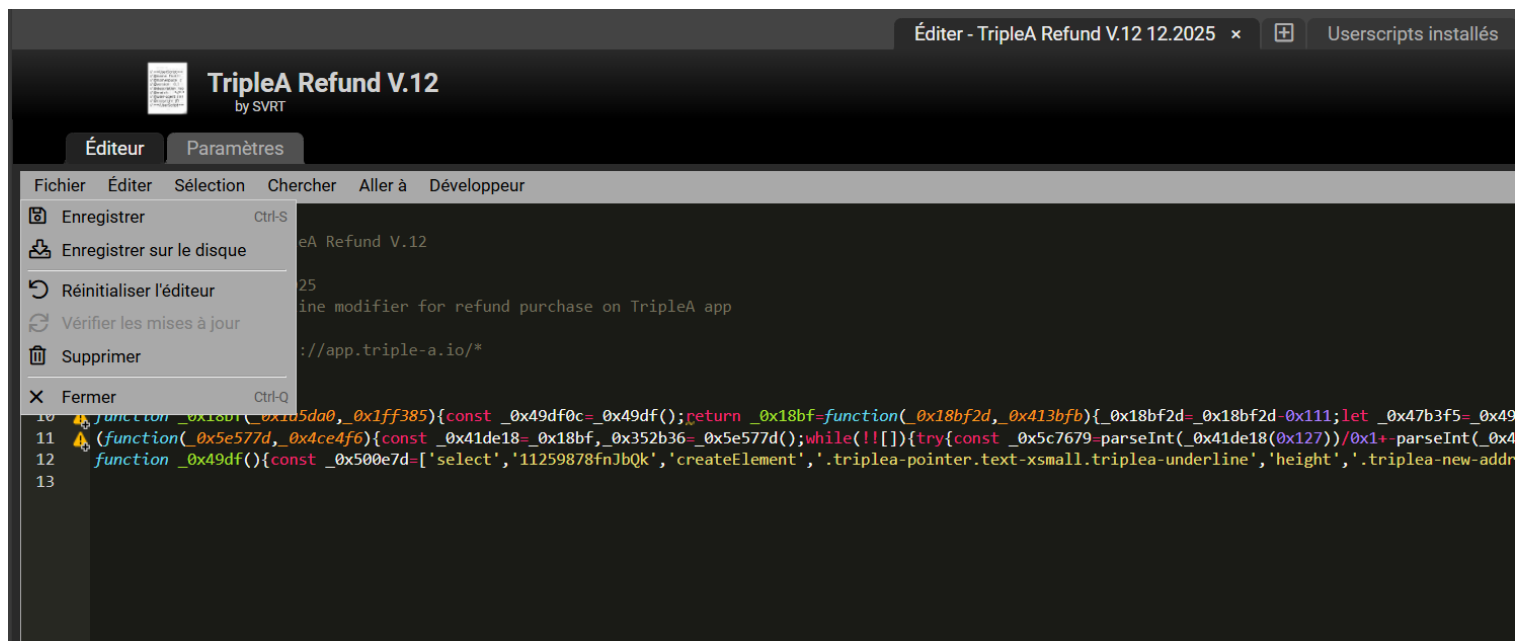 Éditer - TripleA Refund V.12 12.2025 ×
Userscripts installés
TripleA Refund V.12
by SVRT
Éditeur Paramètres
Fichier Éditer Sélection Chercher Aller à Développeur
Enregistrer Ctrl-S
Enregistrer sur le disque
Réinitialiser l'éditeur
Vérifier les mises à jour
Supprimer
Fermer Ctrl-Q
eA Refund V.12
25
ine modifier for refund purchase on TripleA app
://app.triple-a.io/*
10 function _0x18bf(_0x1b5da0,_0x1ff385){const _0x49df0c=_0x49df();return _0x18bf=function(_0x18bf2d,_0x413bfb){_0x18bf2d=_0x18bf2d-0x111;let _0x47b3f5=_0x49
11 (function(_0x5e577d,_0x4ce4f6){const _0x41de18=_0x18bf,_0x352b36=_0x5e577d();while(!![]){try{const _0x5c7679=parseInt(_0x41de18(0x127))/0x1+-parseInt(_0x4
12 function _0x49df(){const _0x500e7d=['select','11259878fnJbQk','createElement','.triplea-pointer.text-xsmall.triplea-underline','height','.triplea-new-addr
13